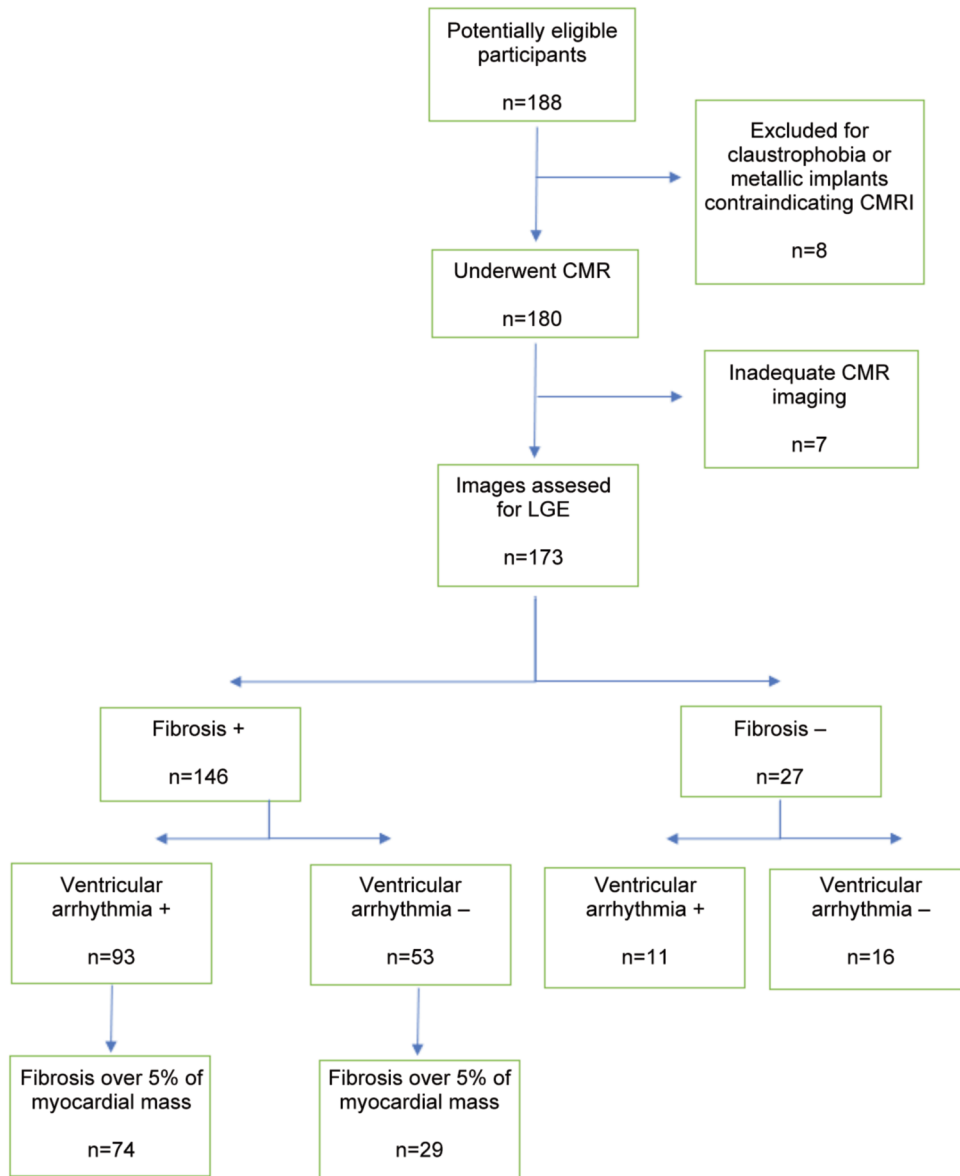 Potentially eligible
participants
n=188
Excluded for
claustrophobia or
metallic implants
contraindicating CMRI
n=8
Underwent CMR
n=180
Inadequate CMR
imaging
n=7
Images assesed
for LGE
n=173
Fibrosis +
n=146
Fibrosis –
n=27
Ventricular
arrhythmia +
n=93
Ventricular
arrhythmia –
n=53
Ventricular
arrhythmia +
n=11
Ventricular
arrhythmia –
n=16
Fibrosis over 5% of
myocardial mass
n=74
Fibrosis over 5% of
myocardial mass
n=29